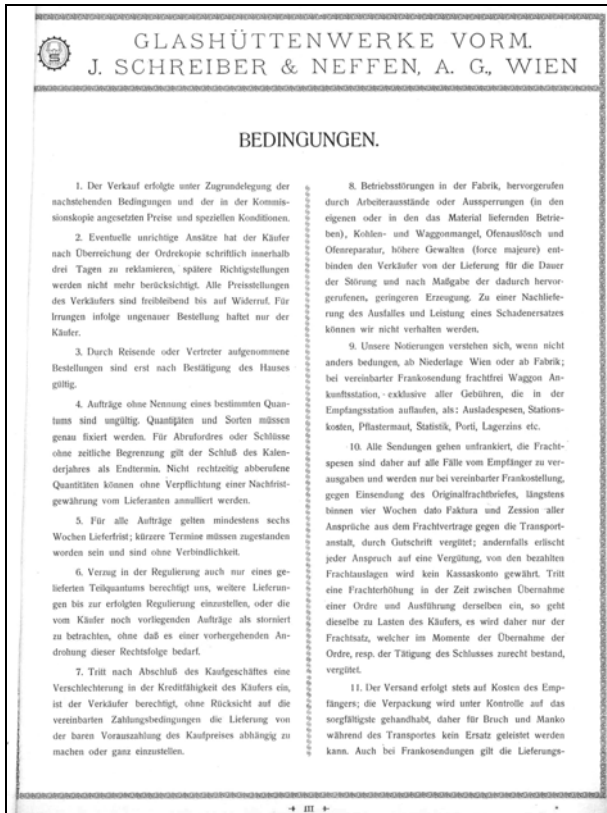 GLASHÜTTENWERKE VORM.
J. SCHREIBER & NEFFEN, A. G., WIEN
BEDINGUNGEN.
1. Der Verkauf erfolgte unter Zugrundelegung der
nachstehenden Bedingungen und der in der Kommis-
sionskopie angesetzten Preise und speziellen Konditionen.
2. Eventuelle unrichtige Ansätze hat der Käufer
nach Überreichung der Ordrekopie schriftlich innerhalb
drei Tagen zu reklamieren, spätere Richtigstellungen
werden nicht mehr berücksichtigt. Alle Preisstellungen
des Verkäufers sind freibleibend bis auf Widerruf. Für
Irrungen infolge ungenauer Bestellung haftet nur der
Käufer.
3. Durch Reisende oder Vertreter aufgenommene
Bestellungen sind erst nach Bestätigung des Hauses
gültig.
4. Aufträge ohne Nennung eines bestimmten Quan-
tums sind ungültig. Quantitäten und Sorten müssen
genau fixiert werden. Für Abrufordres oder Schlüsse
ohne zeitliche Begrenzung gilt der Schluß des Kalen-
derjahres als Endtermin. Nicht rechtzeitig abberufene
Quantitäten können ohne Verpflichtung einer Nachfrist-
gewährung vom Lieferanten annulliert werden.
5. Für alle Aufträge gelten mindestens sechs
Wochen Lieferfrist; kürzere Termine müssen zugestanden
worden sein und sind ohne Verbindlichkeit.
6. Verzug in der Regulierung auch nur eines ge-
lieferten Teilquantums berechtigt uns, weitere Lieferun-
gen bis zur erfolgten Regulierung einzustellen, oder die
vom Käufer noch vorliegenden Aufträge als storniert
zu betrachten, ohne daß es einer vorhergehenden An-
drohung dieser Rechtsfolge bedarf.
7. Tritt nach Abschluß des Kaufgeschäftes eine
Verschlechterung in der Kreditfähigkeit des Käufers ein,
ist der Verkäufer berechtigt, ohne Rücksicht auf die
vereinbarten Zahlungsbedingungen die Lieferung von
der baren Vorauszahlung des Kaufpreises abhängig zu
machen oder ganz einzustellen.
8. Betriebsstörungen in der Fabrik, hervorgerufen
durch Arbeiterausstände oder Aussperrungen (in den
eigenen oder in den das Material liefernden Betrie-
ben), Kohlen- und Waggonmangel, Ofenauslösch und
Ofenreparatur, höhere Gewalten (force majeure) ent-
binden den Verkäufer von der Lieferung für die Dauer
der Störung und nach Maßgabe der dadurch hervor-
gerufenen, geringeren Erzeugung. Zu einer Nachliefe-
rung des Ausfalles und Leistung eines Schadenersatzes
können wir nicht verhalten werden.
9. Unsere Notierungen verstehen sich, wenn nicht
anders bedungen, ab Niederlage Wien oder ab Fabrik;
bei vereinbarter Frankosendung frachtfrei Waggon An-
kunftsstation, exklusive aller Gebühren, die in der
Empfangsstation auflaufen, als: Ausladespesen, Stations-
kosten, Pflastermaut, Statistik, Porti, Lagerzins etc.
10. Alle Sendungen gehen unfrankiert, die Fracht-
spesen sind daher auf alle Fälle vom Empfänger zu ver-
ausgaben und werden nur bei vereinbarter Frankostellung,
gegen Einsendung des Originalfrachtbriefes, längstens
binnen vier Wochen dato Faktura und Zession aller
Ansprüche aus dem Frachtvertrage gegen die Transport-
anstalt, durch Gutschrift vergütet; andernfalls erlischt
jeder Anspruch auf eine Vergütung, von den bezahlten
Frachtauslagen wird kein Kassaskonto gewährt. Tritt
eine Frachterhöhung in der Zeit zwischen Übernahme
einer Ordre und Ausführung derselben ein, so geht
dieselbe zu Lasten des Käufers, es wird daher nur der
Frachtsatz, welcher im Momente der Übernahme der
Ordre, resp. der Tätigung des Schlusses zurecht bestand,
vergütet.
11. Der Versand erfolgt stets auf Kosten des Emp-
fängers; die Verpackung wird unter Kontrolle auf das
sorgfältigste gehandhabt, daher für Bruch und Manko
während des Transportes kein Ersatz geleistet werden
kann. Auch bei Frankosendungen gilt die Lieferungs-
III